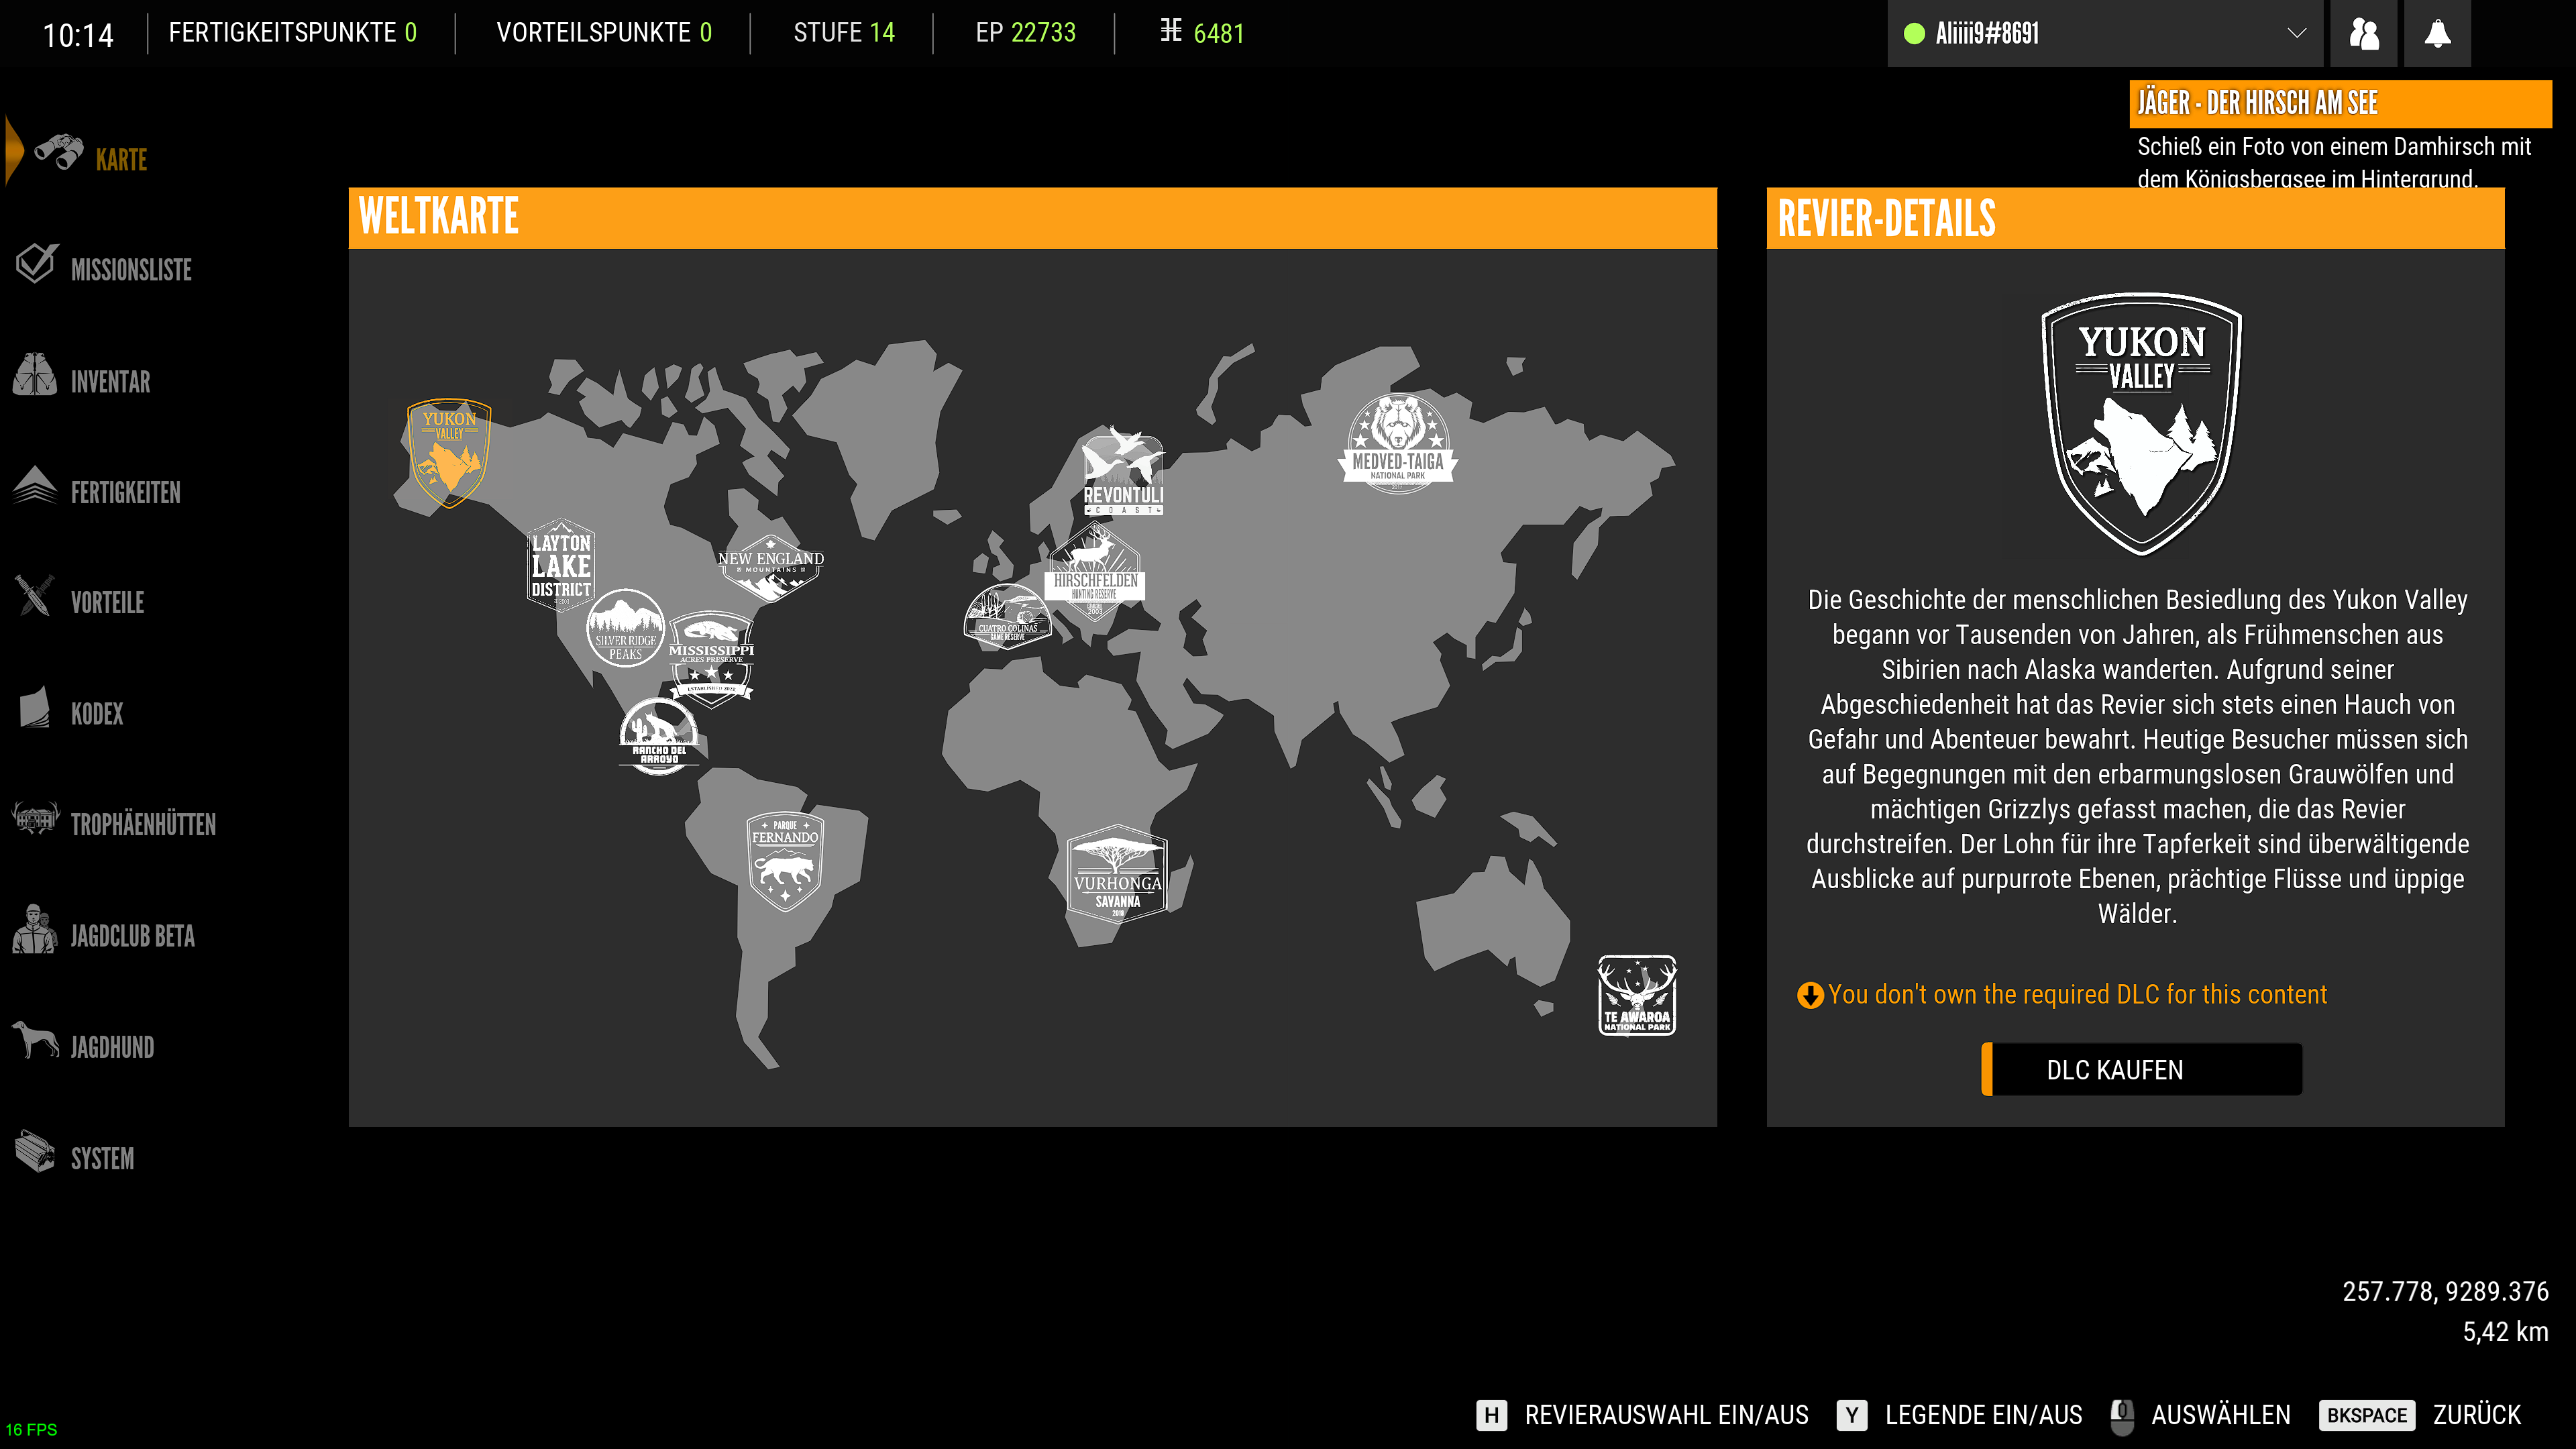 10:14
FERTIGKEITSPUNKTE 0
VORTEILSPUNKTE 0
STUFE 14
EP 22733
6481
Aliiii9#8691
JÄGER - DER HIRSCH AM SEE
Schieß ein Foto von einem Damhirsch mit
dem Königsbergsee im Hintergrund.
KARTE
MISSIONSLISTE
INVENTAR
FERTIGKEITEN
VORTEILE
KODEX
TROPHÄENHÜTTEN
JAGDCLUB BETA
JAGDHUND
SYSTEM
WELTKARTE
YUKON
VALLEY
LAYTON
LAKE
DISTRICT
NEW ENGLAND
MOUNTAINS
SILVER RIDGE
PEAKS
MISSISSIPPI
ACRES PRESERVE
RANCHO DEL
ARROYO
PARQUE
FERNANDO
REVONTULI
COAST
HIRSCHFELDEN
HUNTING RESERVE
2003
CUATRO COLINAS
GAME RESERVE
MEDVED-TAIGA
NATIONAL PARK
VURHONGA
SAVANNA
TE AWAROA
NATIONAL PARK
REVIER-DETAILS
YUKON
VALLEY
Die Geschichte der menschlichen Besiedlung des Yukon Valley
begann vor Tausenden von Jahren, als Frühmenschen aus
Sibirien nach Alaska wanderten. Aufgrund seiner
Abgeschiedenheit hat das Revier sich stets einen Hauch von
Gefahr und Abenteuer bewahrt. Heutige Besucher müssen sich
auf Begegnungen mit den erbarmungslosen Grauwölfen und
mächtigen Grizzlys gefasst machen, die das Revier
durchstreifen. Der Lohn für ihre Tapferkeit sind überwältigende
Ausblicke auf purpurrote Ebenen, prächtige Flüsse und üppige
Wälder.
You don't own the required DLC for this content
DLC KAUFEN
257.778, 9289.376
5,42 km
H REVIERAUSWAHL EIN/AUS Y LEGENDE EIN/AUS AUSWÄHLEN BKSPACE ZURÜCK
16 FPS